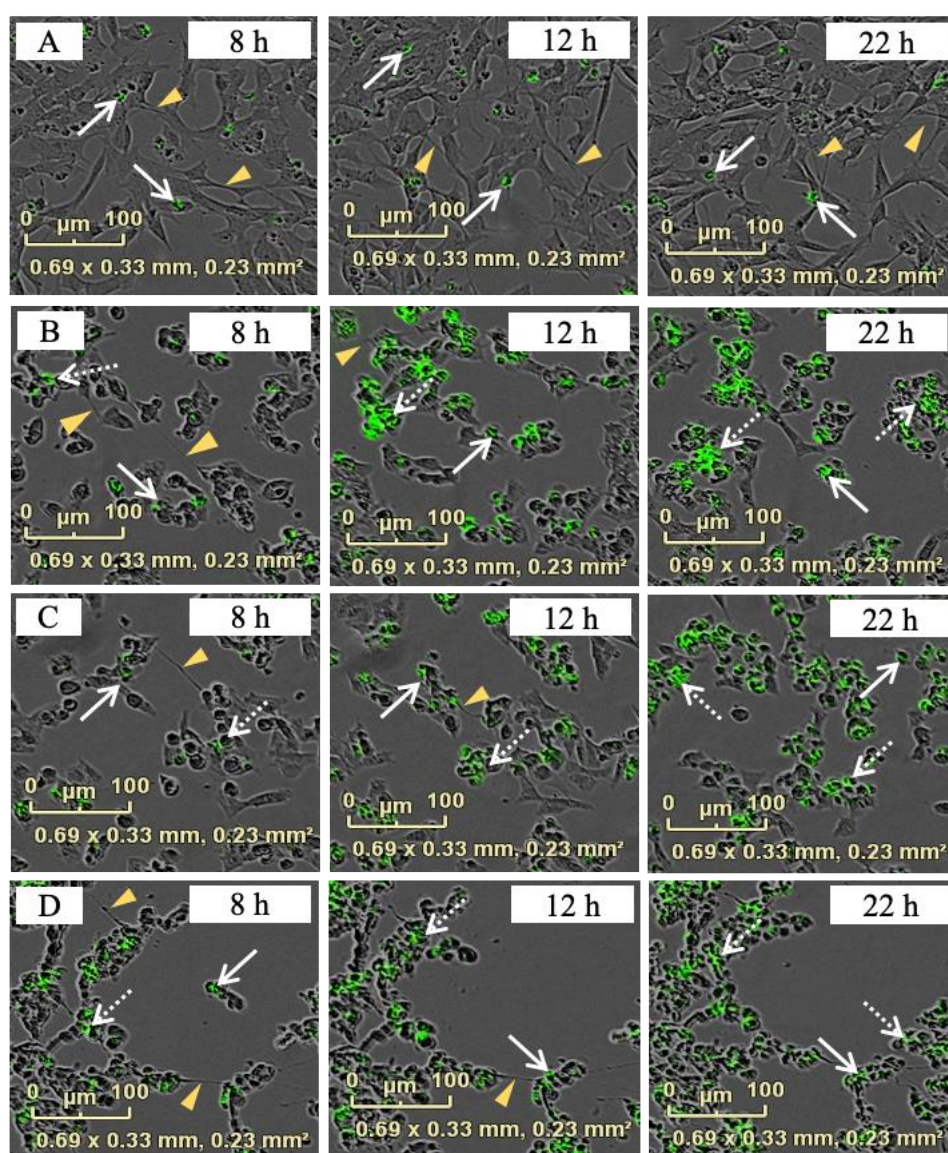 A 8 h 12 h 22 h
0 µm 100 0 µm 100 0 µm 100
0.69 x 0.33 mm, 0.23 mm² 0.69 x 0.33 mm, 0.23 mm² 0.69 x 0.33 mm, 0.23 mm²
B 8 h 12 h 22 h
0 µm 100 0 µm 100 0 µm 100
0.69 x 0.33 mm, 0.23 mm² 0.69 x 0.33 mm, 0.23 mm² 0.69 x 0.33 mm, 0.23 mm²
C 8 h 12 h 22 h
0 µm 100 0 µm 100 0 µm 100
0.69 x 0.33 mm, 0.23 mm² 0.69 x 0.33 mm, 0.23 mm² 0.69 x 0.33 mm, 0.23 mm²
D 8 h 12 h 22 h
0 µm 100 0 µm 100 0 µm 100
0.69 x 0.33 mm, 0.23 mm² 0.69 x 0.33 mm, 0.23 mm² 0.69 x 0.33 mm, 0.23 mm²